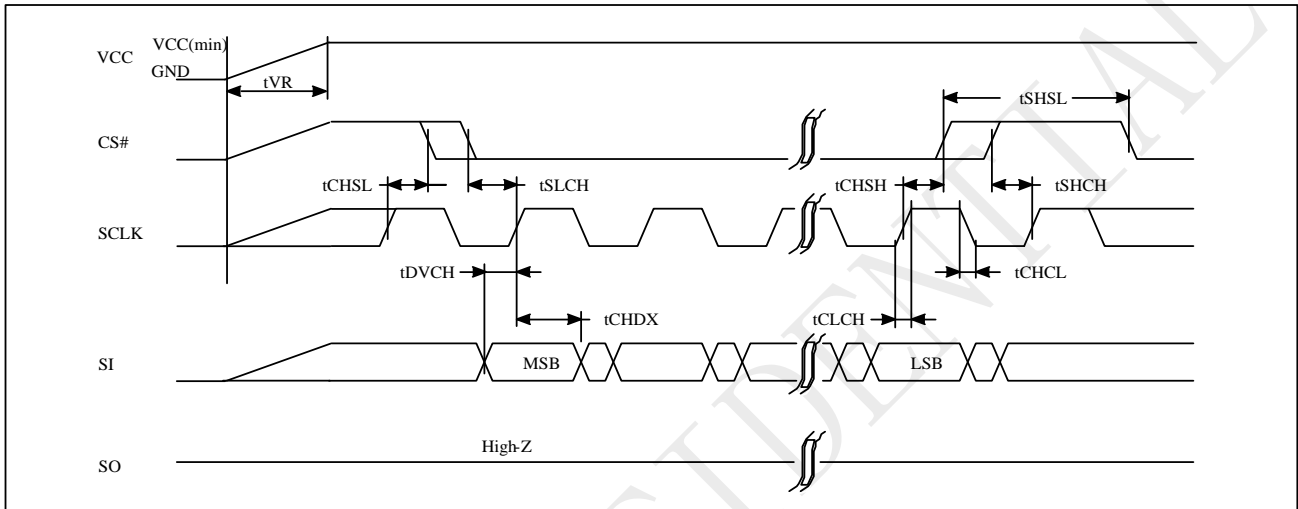 VCC
VCC(min)
GND
tVR
tSHSL
CS#
tCHSL
tSLCH
tCHSH
tSHCH
SCLK
tDVCH
tCHCL
tCHDX
tCLCH
SI
MSB
LSB
High-Z
SO
IDENTIAL